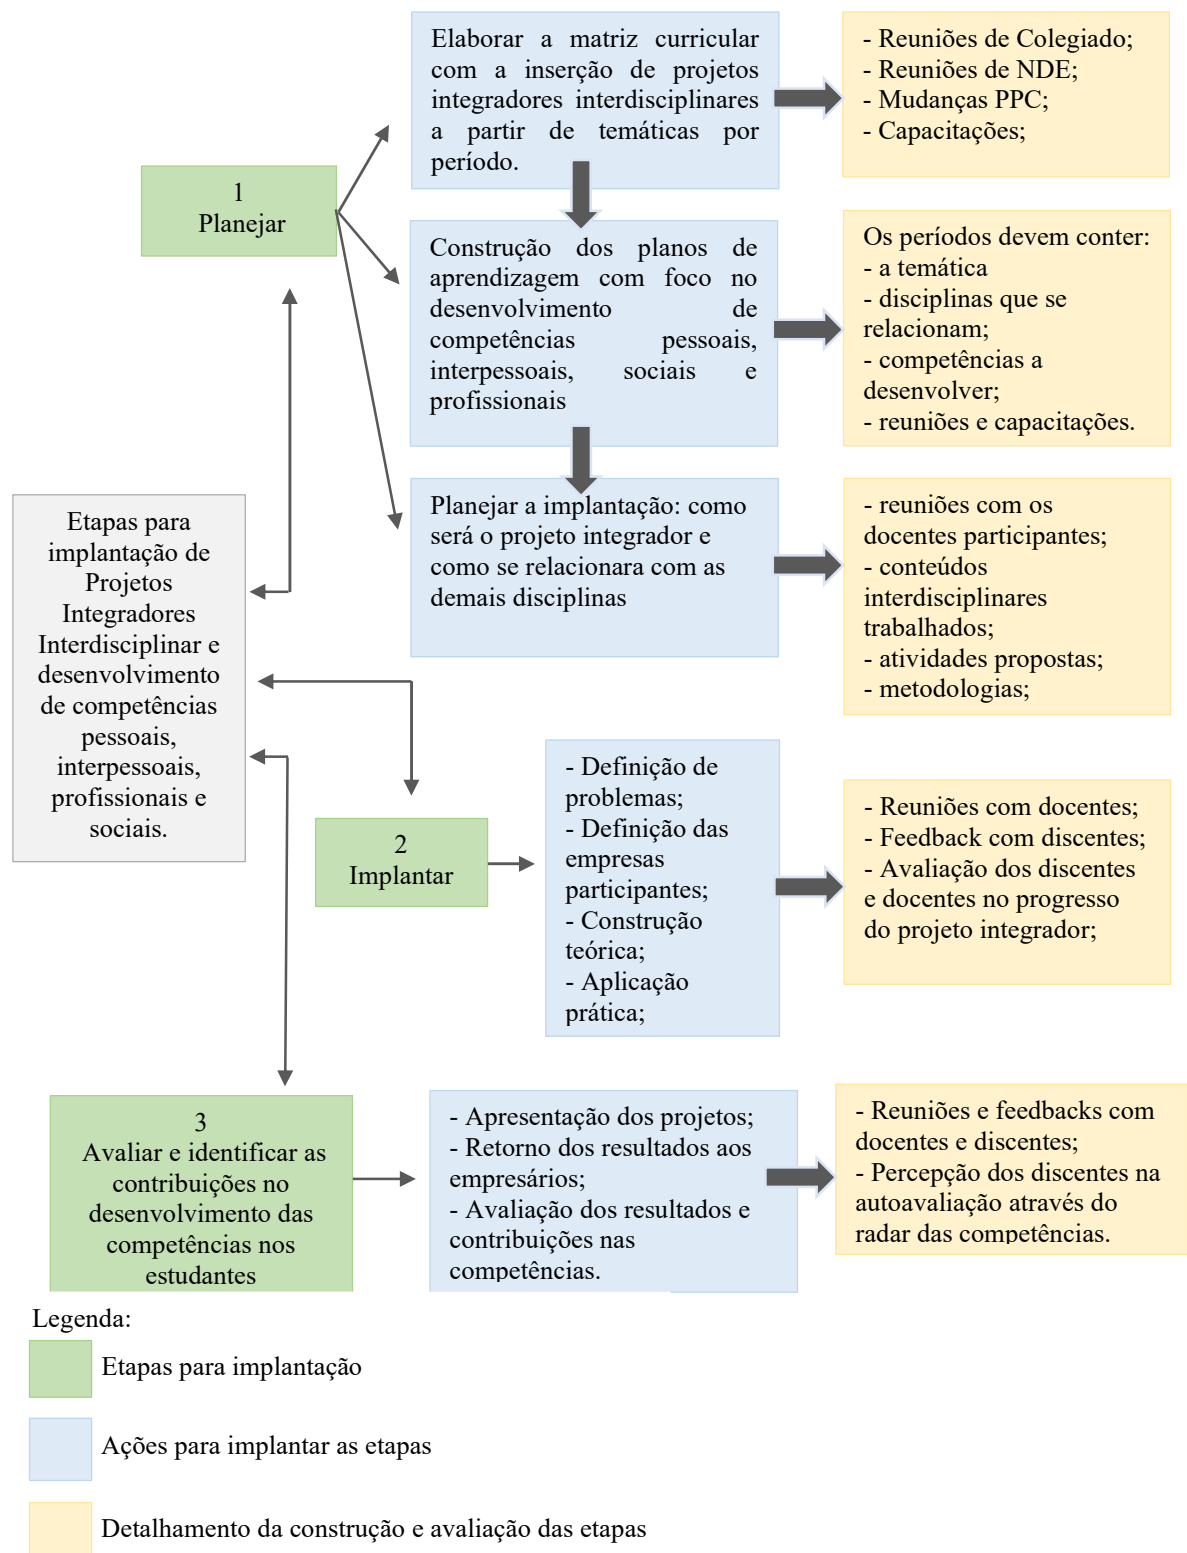 Elaborar a matriz curricular
com a inserção de projetos
integradores interdisciplinares
a partir de temáticas por
período.
- Reuniões de Colegiado;
- Reuniões de NDE;
- Mudanças PPC;
- Capacitações;
1
Planejar
Construção dos planos de
aprendizagem com foco no
desenvolvimento de
competências pessoais,
interpessoais, sociais e
profissionais
Os períodos devem conter:
- a temática
- disciplinas que se
relacionam;
- competências a
desenvolver;
- reuniões e capacitações.
Planejar a implantação: como
será o projeto integrador e
como se relacionara com as
demais disciplinas
- reuniões com os
docentes participantes;
- conteúdos
interdisciplinares
trabalhados;
- atividades propostas;
- metodologias;
Etapas para
implantação de
Projetos
Integradores
Interdisciplinar e
desenvolvimento
de competências
pessoais,
interpessoais,
profissionais e
sociais.
2
Implantar
- Definição de
problemas;
- Definição das
empresas
participantes;
- Construção
teórica;
- Aplicação
prática;
- Reuniões com docentes;
- Feedback com discentes;
- Avaliação dos discentes
e docentes no progresso
do projeto integrador;
3
Avaliar e identificar as
contribuições no
desenvolvimento das
competências nos
estudantes
- Apresentação dos projetos;
- Retorno dos resultados aos
empresários;
- Avaliação dos resultados e
contribuições nas
competências.
- Reuniões e feedbacks com
docentes e discentes;
- Percepção dos discentes na
autoavaliação através do
radar das competências.
Legenda:
Etapas para implantação
Ações para implantar as etapas
Detalhamento da construção e avaliação das etapas